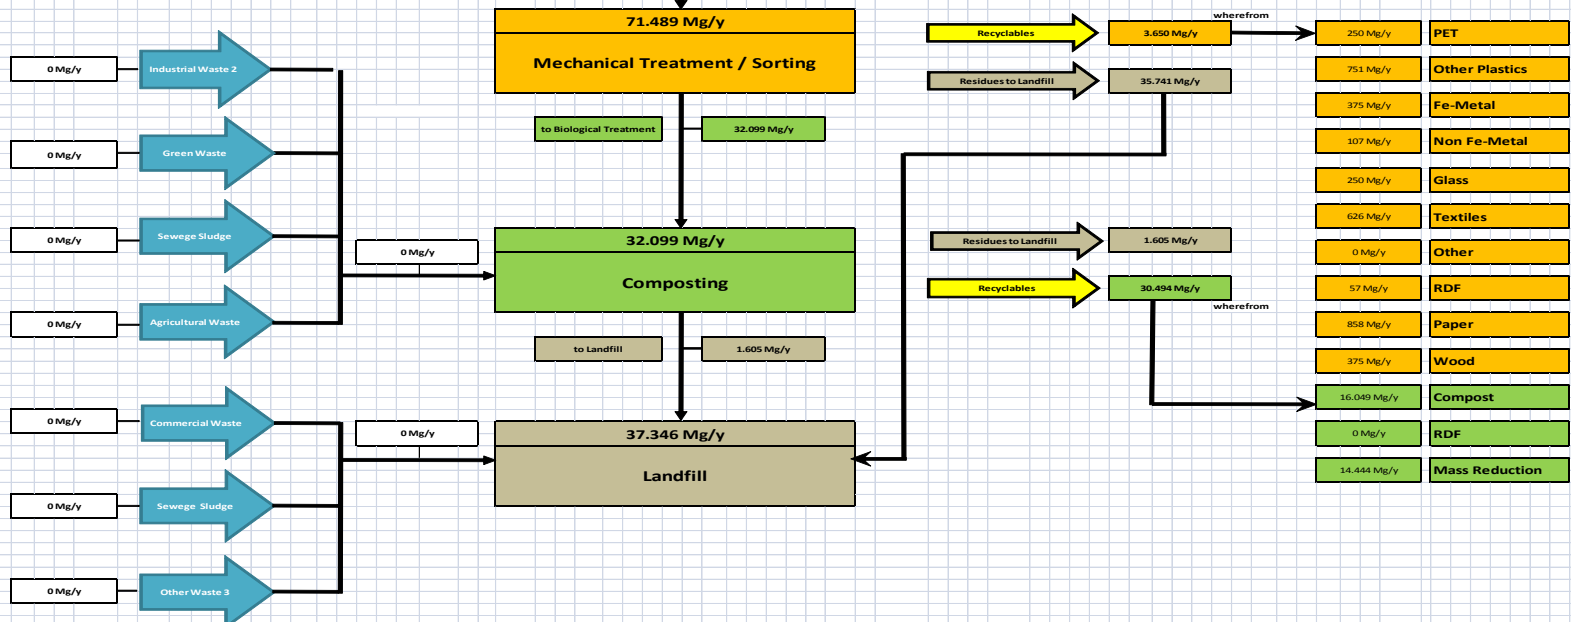 71.489 Mg/y
Mechanical Treatment / Sorting
0 Mg/y
Industrial Waste 2
0 Mg/y
Green Waste
0 Mg/y
Sewege Sludge
0 Mg/y
Agricultural Waste
0 Mg/y
to Biological Treatment
32.099 Mg/y
32.099 Mg/y
Composting
to Landfill
1.605 Mg/y
0 Mg/y
Commercial Waste
0 Mg/y
Sewege Sludge
0 Mg/y
Other Waste 3
0 Mg/y
37.346 Mg/y
Landfill
Recyclables
3.650 Mg/y
wherefrom
Residues to Landfill
35.741 Mg/y
Residues to Landfill
1.605 Mg/y
Recyclables
30.494 Mg/y
wherefrom
250 Mg/y
PET
751 Mg/y
Other Plastics
375 Mg/y
Fe-Metal
107 Mg/y
Non Fe-Metal
250 Mg/y
Glass
626 Mg/y
Textiles
0 Mg/y
Other
57 Mg/y
RDF
858 Mg/y
Paper
375 Mg/y
Wood
16.049 Mg/y
Compost
0 Mg/y
RDF
14.444 Mg/y
Mass Reduction